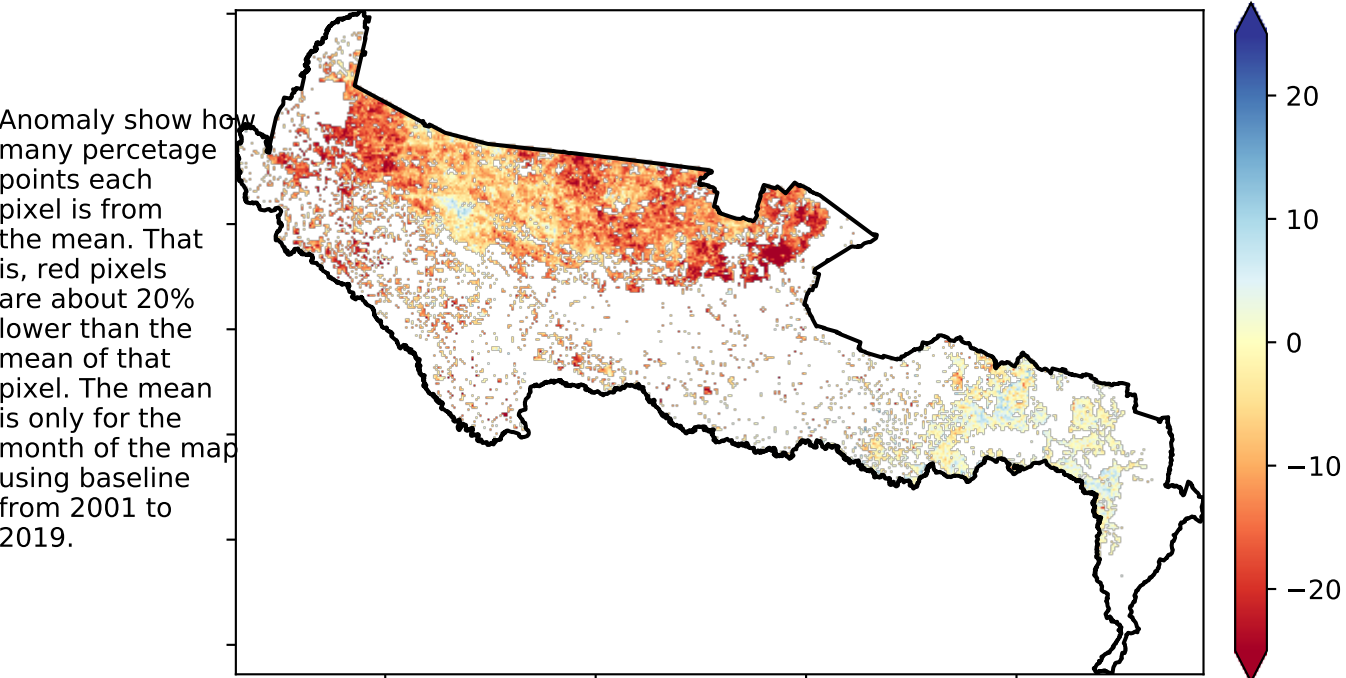 Anomaly show how
many percetage
points each
pixel is from
the mean. That
is, red pixels
are about 20%
lower than the
mean of that
pixel. The mean
is only for the
month of the map
using baseline
from 2001 to
2019.
20
10
0
−10
−20